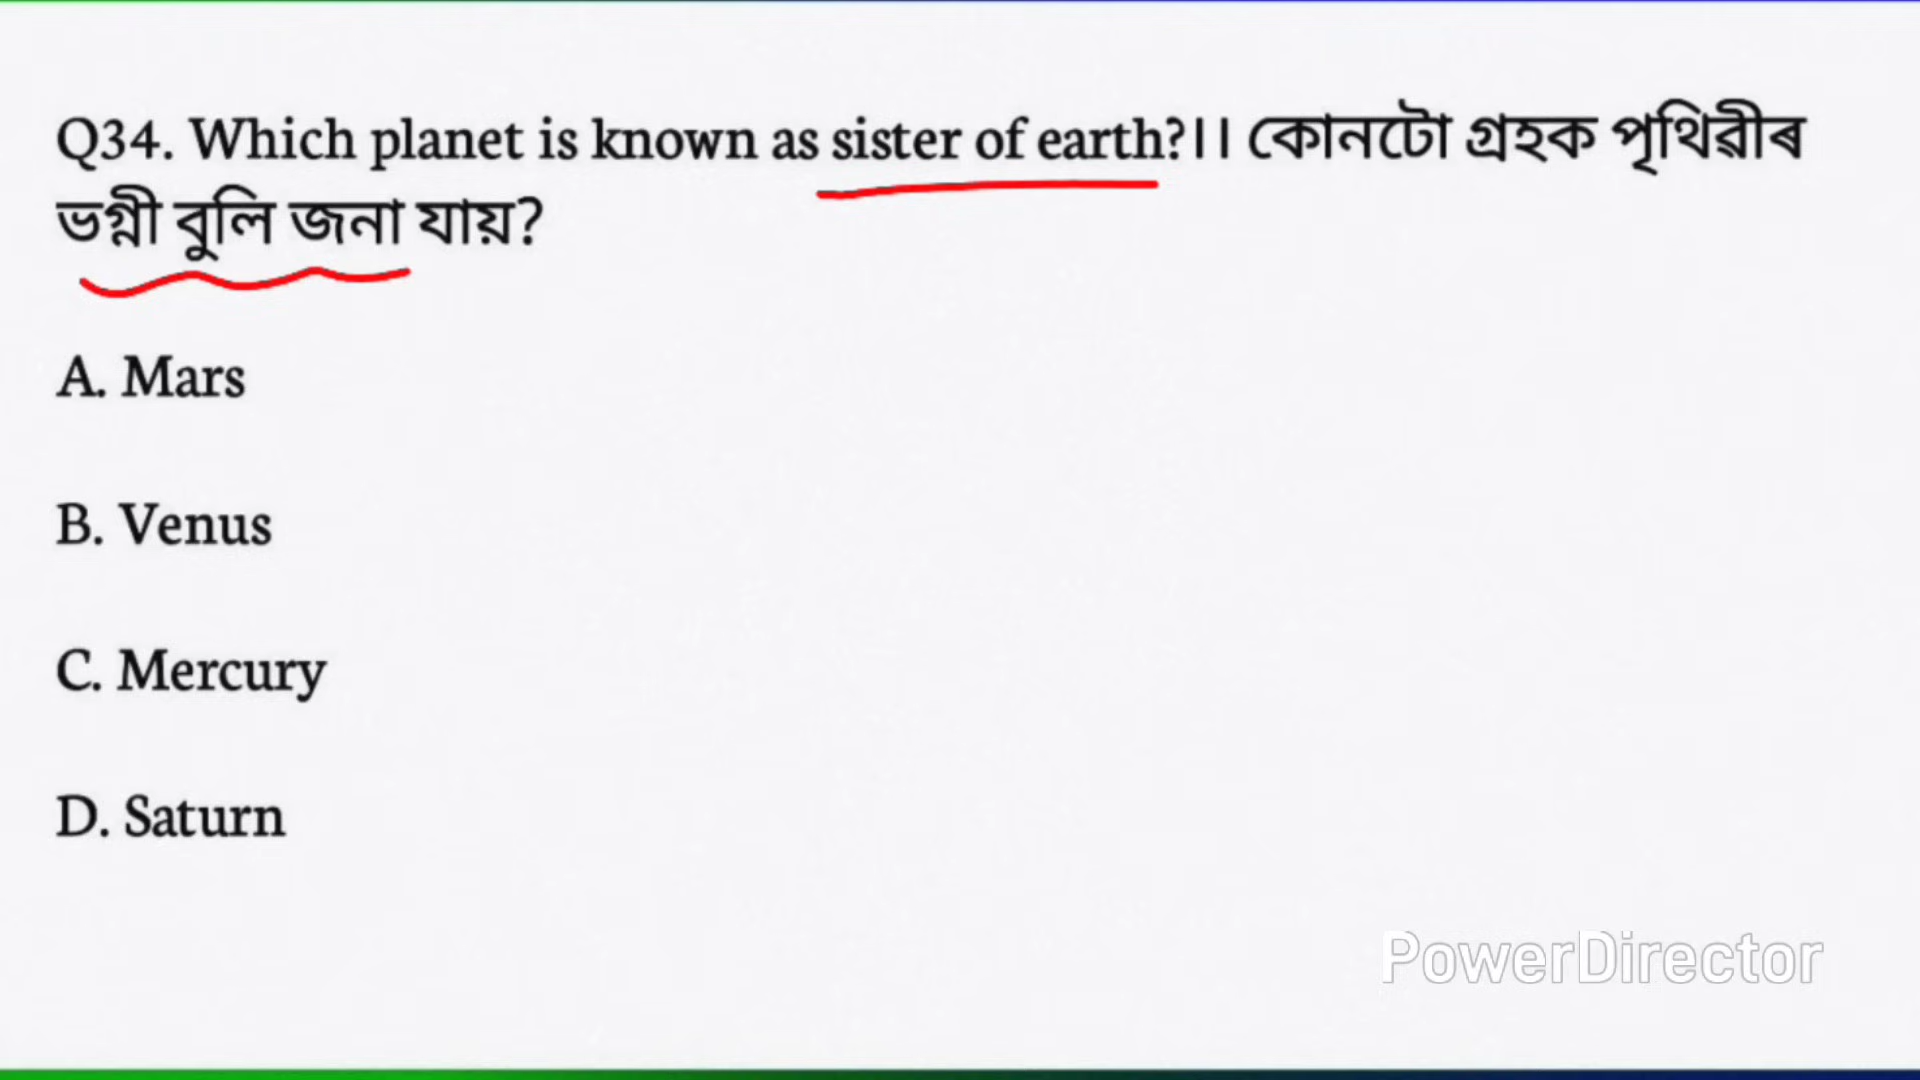 Q34. Which planet is known as sister of earth?।। কোনটো গ্ৰহক পৃথিৱীৰ
ভগ্নী বুলি জনা যায়?
A. Mars
B. Venus
C. Mercury
D. Saturn
PowerDirector